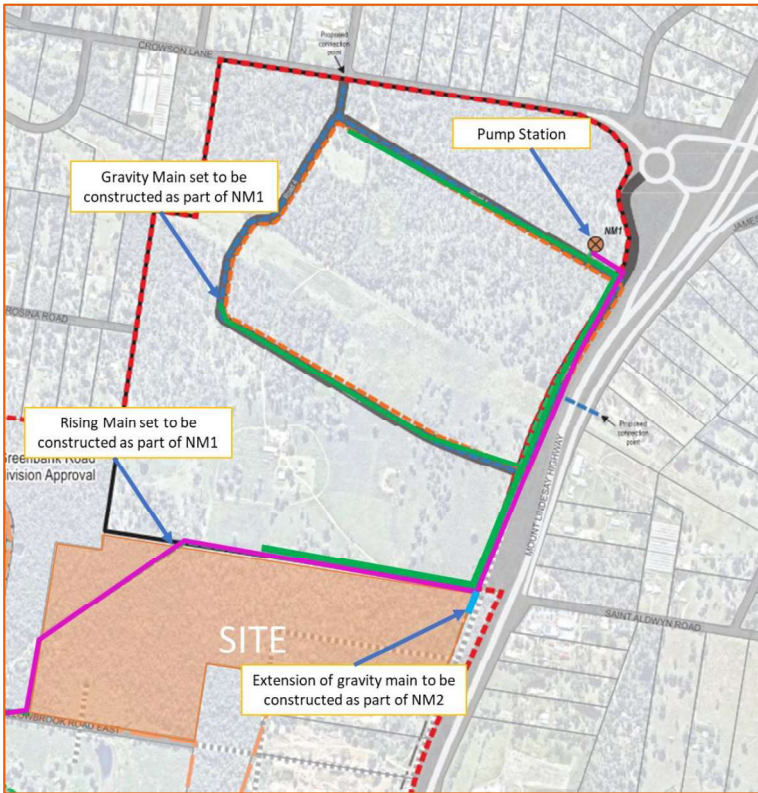 CROWSON LANE
Proposed
connection
point
Pump Station
Gravity Main set to be
constructed as part of NM1
NM1
ROSINA ROAD
Rising Main set to be
constructed as part of NM1
Proposed
connection
point
MOUNT LINDESAY HIGHWAY
Greenbank Road
ivision Approval
SAINT ALDWYN ROAD
SITE
Extension of gravity main to be
constructed as part of NM2
OWBROOK ROAD EAST
JAMES